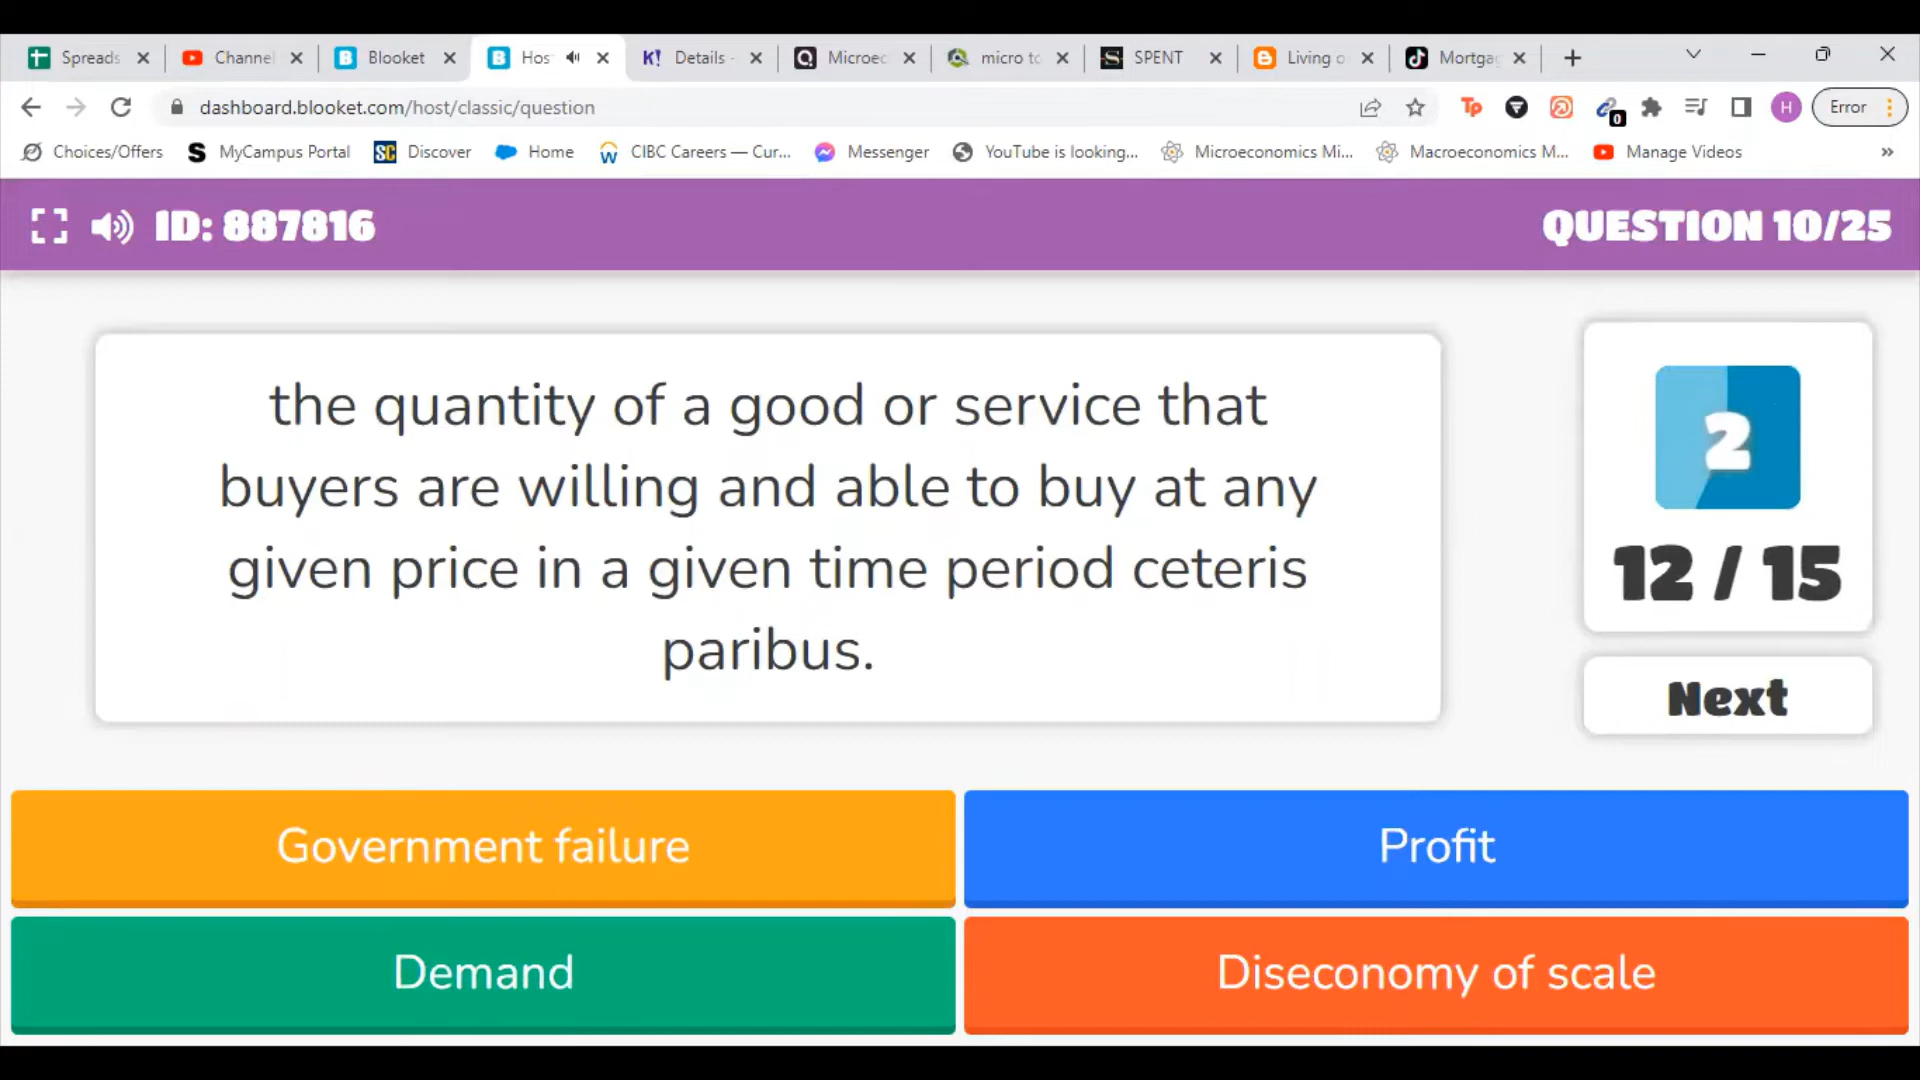 Spreads
Channel
Blooket
Hos
Details -
Microec
micro to
SPENT
Living o
Mortga
dashboard.blooket.com/host/classic/question
0
H
Error
Choices/Offers
MyCampus Portal
Discover
Home
CIBC Careers — Cur...
Messenger
YouTube is looking...
Microeconomics Mi...
Macroeconomics M...
Manage Videos
ID: 887816
QUESTION 10/25
the quantity of a good or service that
buyers are willing and able to buy at any
given price in a given time period ceteris
paribus.
2
12 / 15
Next
Government failure
Profit
Demand
Diseconomy of scale